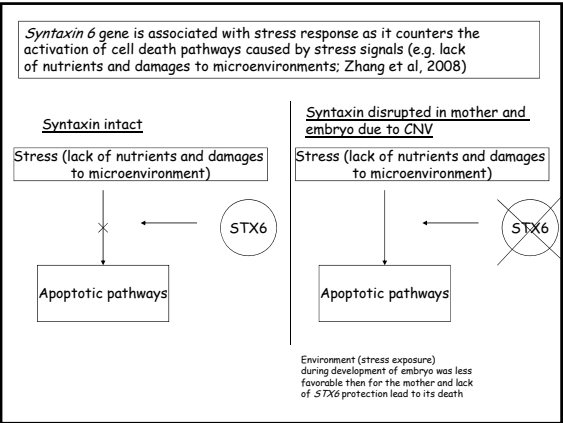 Syntaxin 6 gene is associated with stress response as it counters the
activation of cell death pathways caused by stress signals (e.g. lack
of nutrients and damages to microenvironments; Zhang et al, 2008)
Syntaxin intact
Stress (lack of nutrients and damages
to microenvironment)
STX6
Apoptotic pathways
Syntaxin disrupted in mother and
embryo due to CNV
Stress (lack of nutrients and damages
to microenvironment)
STX6
Apoptotic pathways
Environment (stress exposure)
during development of embryo was less
favorable then for the mother and lack
of STX6 protection lead to its death